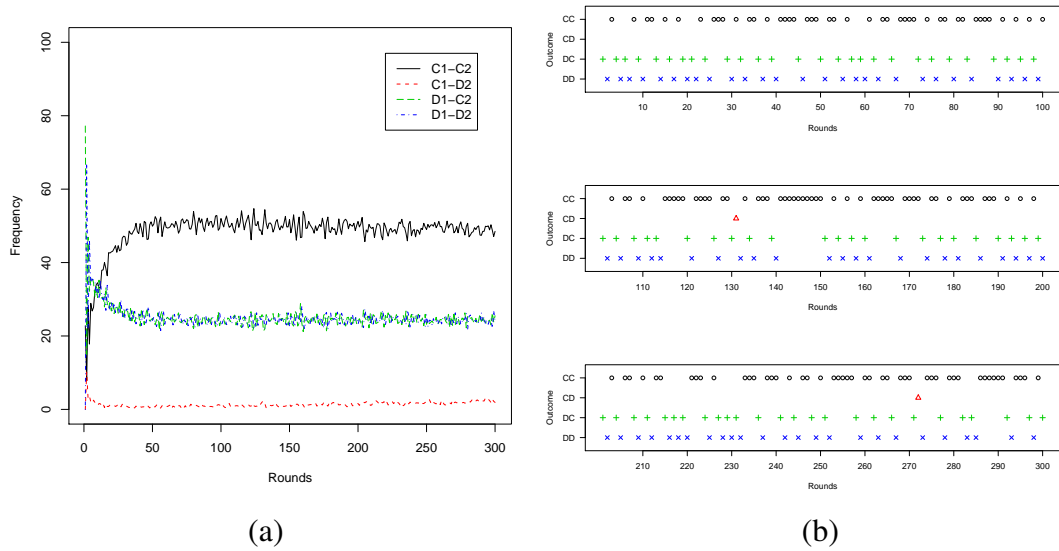 100
80
60
40
20
0
Frequency
C1−C2
C1−D2
D1−C2
D1−D2
0 50 100 150 200 250 300
Rounds
(a)
CC
CD
DC
DD
Outcome
10 20 30 40 50 60 70 80 90 100
Rounds
CC
CD
DC
DD
Outcome
110 120 130 140 150 160 170 180 190 200
Rounds
CC
CD
DC
DD
Outcome
210 220 230 240 250 260 270 280 290 300
Rounds
(b)